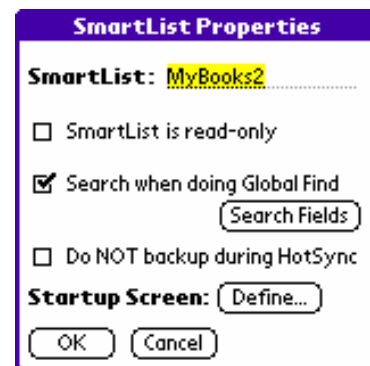 SmartList Properties
SmartList: MyBooks2
SmartList is read-only
Search when doing Global Find
Search Fields
Do NOT backup during HotSync
Startup Screen: Define...
OK Cancel